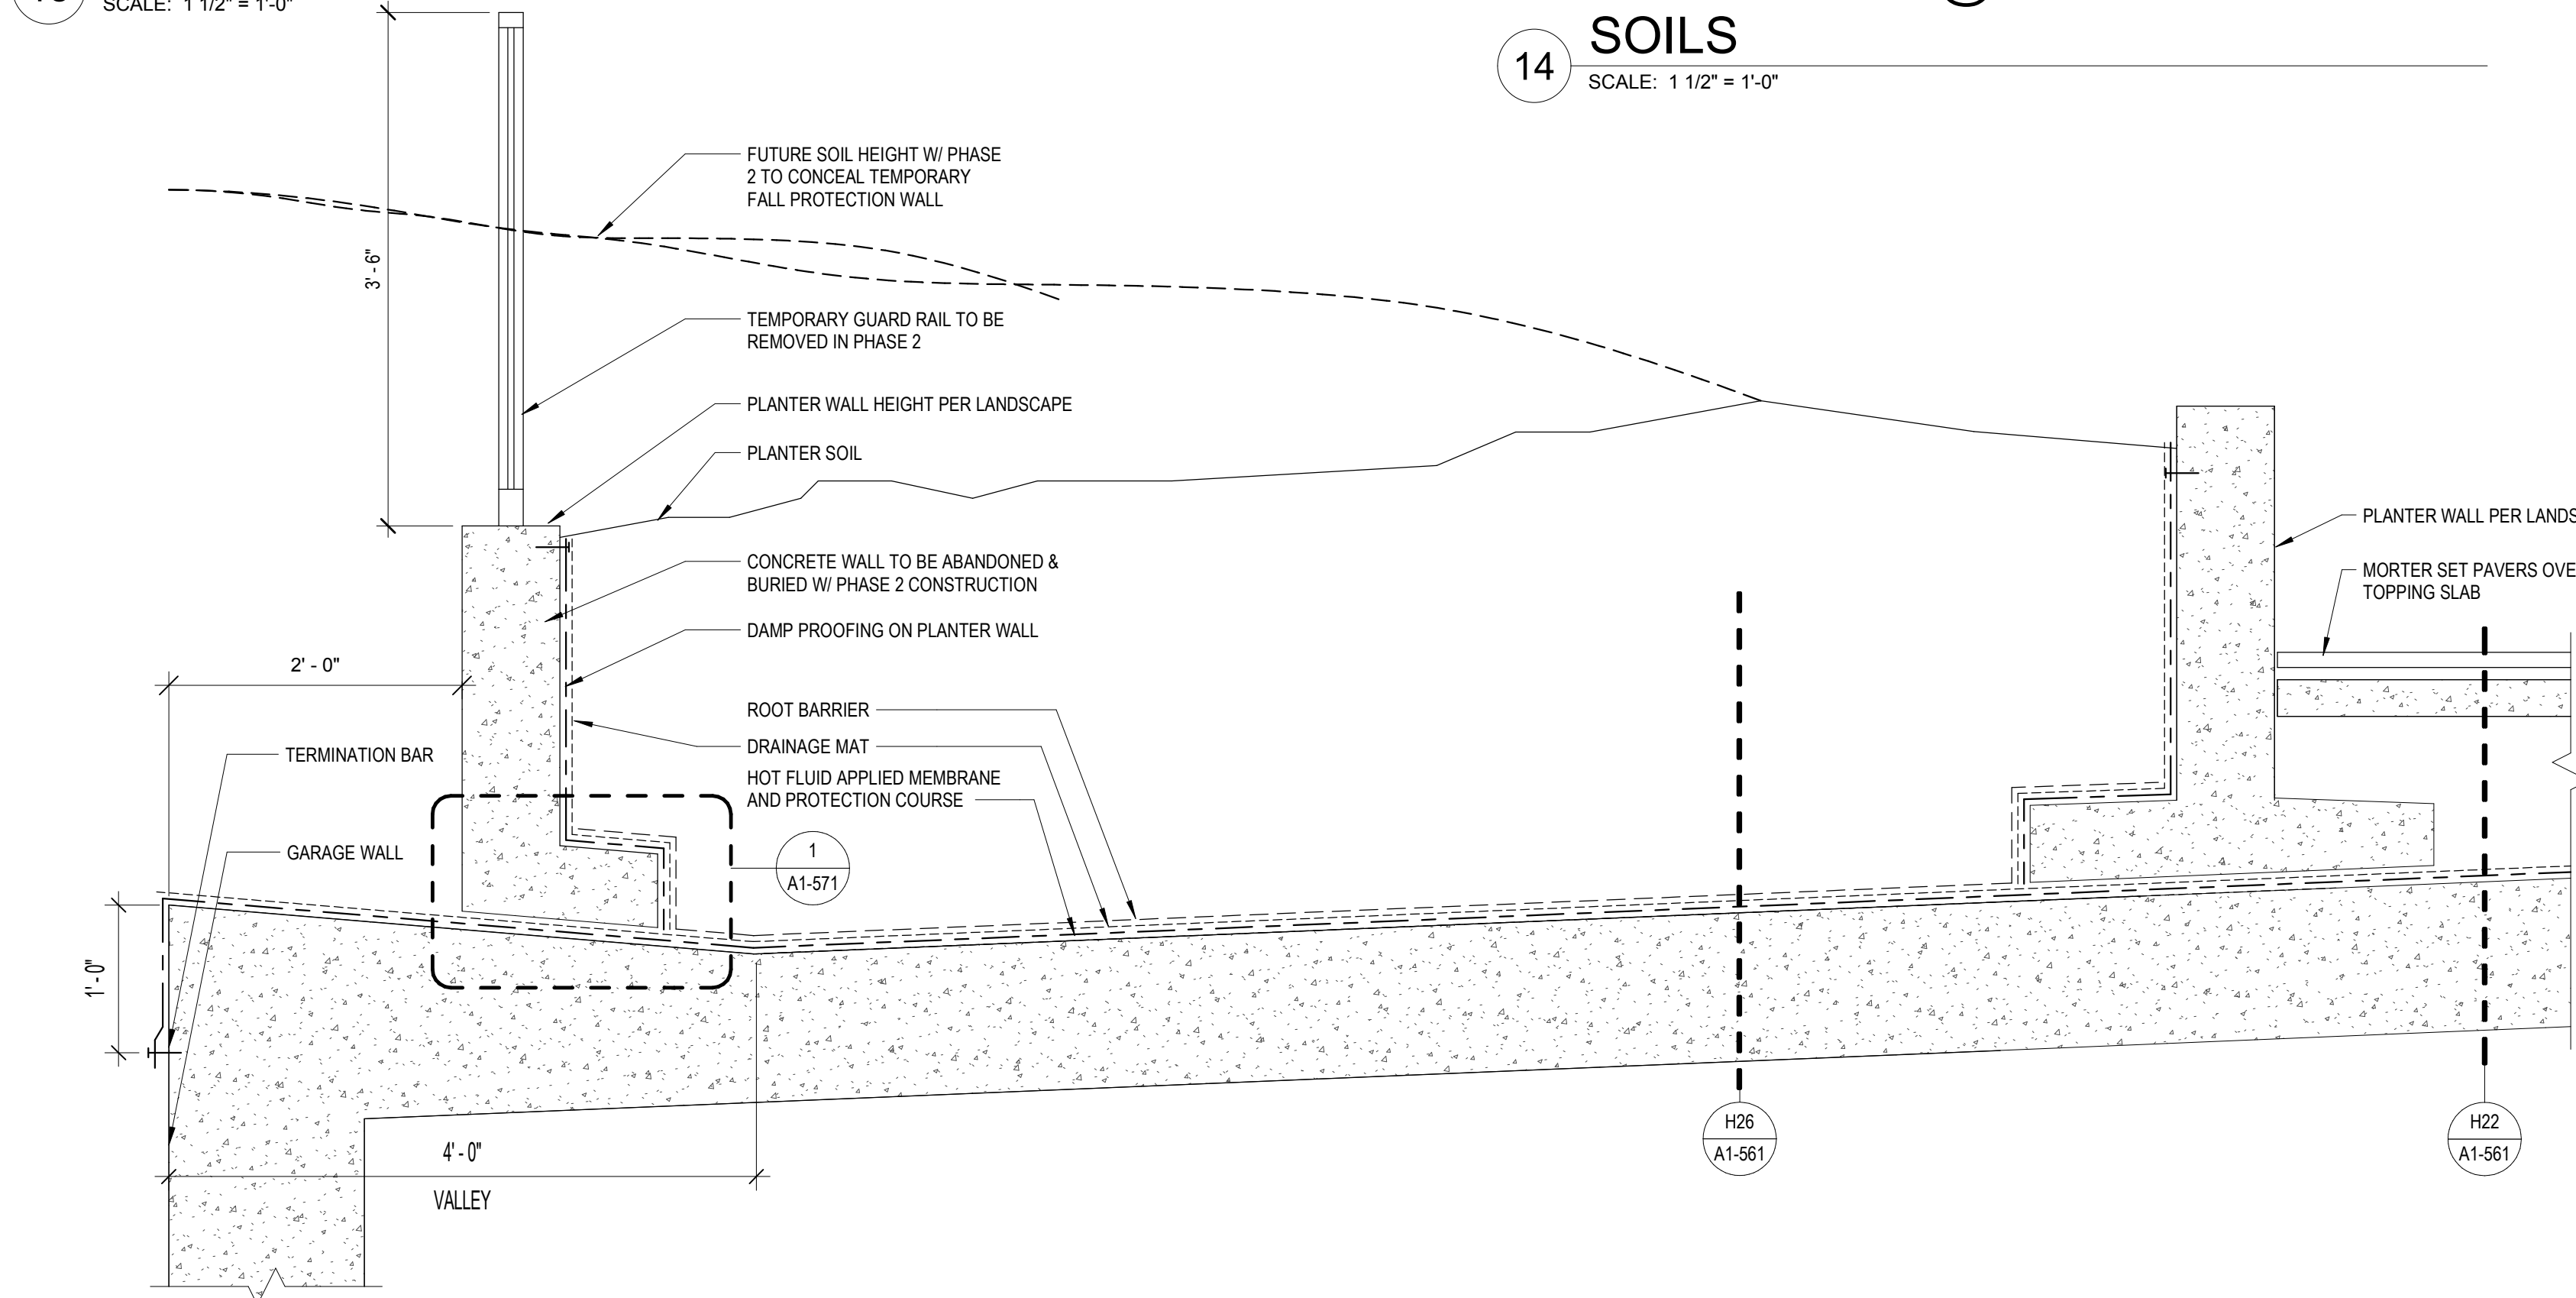 SCALE: 1 1/2" = 1'-0"
SOILS
14
SCALE: 1 1/2" = 1'-0"
FUTURE SOIL HEIGHT W/ PHASE
2 TO CONCEAL TEMPORARY
FALL PROTECTION WALL
3' - 6"
TEMPORARY GUARD RAIL TO BE
REMOVED IN PHASE 2
PLANTER WALL HEIGHT PER LANDSCAPE
PLANTER SOIL
CONCRETE WALL TO BE ABANDONED &
BURIED W/ PHASE 2 CONSTRUCTION
DAMP PROOFING ON PLANTER WALL
PLANTER WALL PER LANDS
MORTER SET PAVERS OVE
TOPPING SLAB
2' - 0"
ROOT BARRIER
DRAINAGE MAT
HOT FLUID APPLIED MEMBRANE
AND PROTECTION COURSE
TERMINATION BAR
GARAGE WALL
1
A1-571
1' - 0"
4' - 0"
VALLEY
H26
A1-561
H22
A1-561